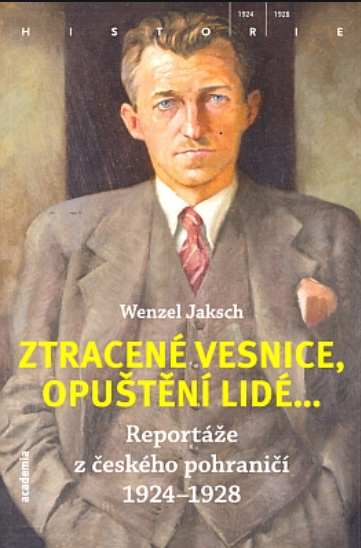 1924 1928
HISTORIE
Wenzel Jaksch
ZTRACENÉ VESNICE,
OPUŠTĚNÍ LIDÉ...
Reportáže
z českého pohraničí
1924–1928
academia